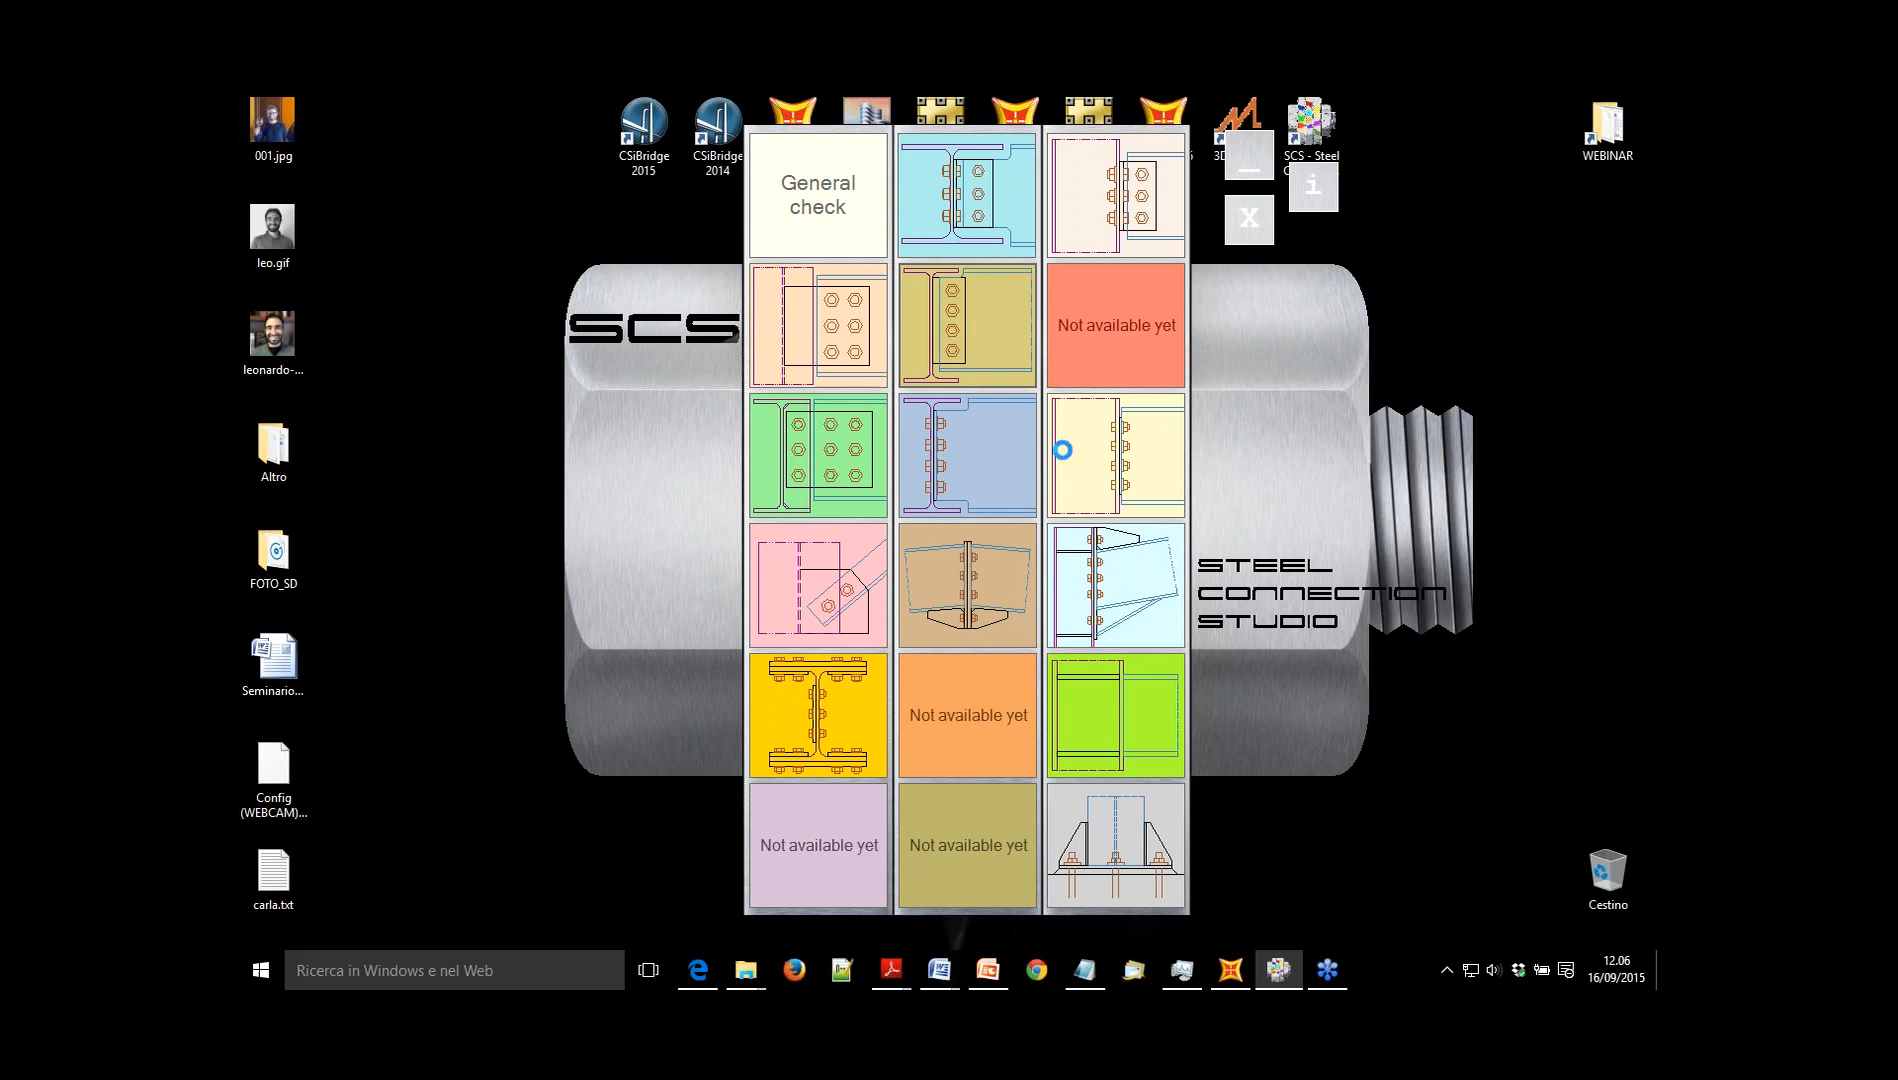 001.jpg
leo.gif
leonardo-...
Altro
FOTO_SD
Seminario...
Config
(WEBCAM)...
carla.txt
CSiBridge
2015
CSiBridge
2014
SCS - Steel
WEBINAR
Cestino
_
i
x
General
check
Not available yet
Not available yet
Not available yet
Not available yet
SCS
STEEL
CONNECTION
STUDIO
Ricerca in Windows e nel Web
12.06
16/09/2015